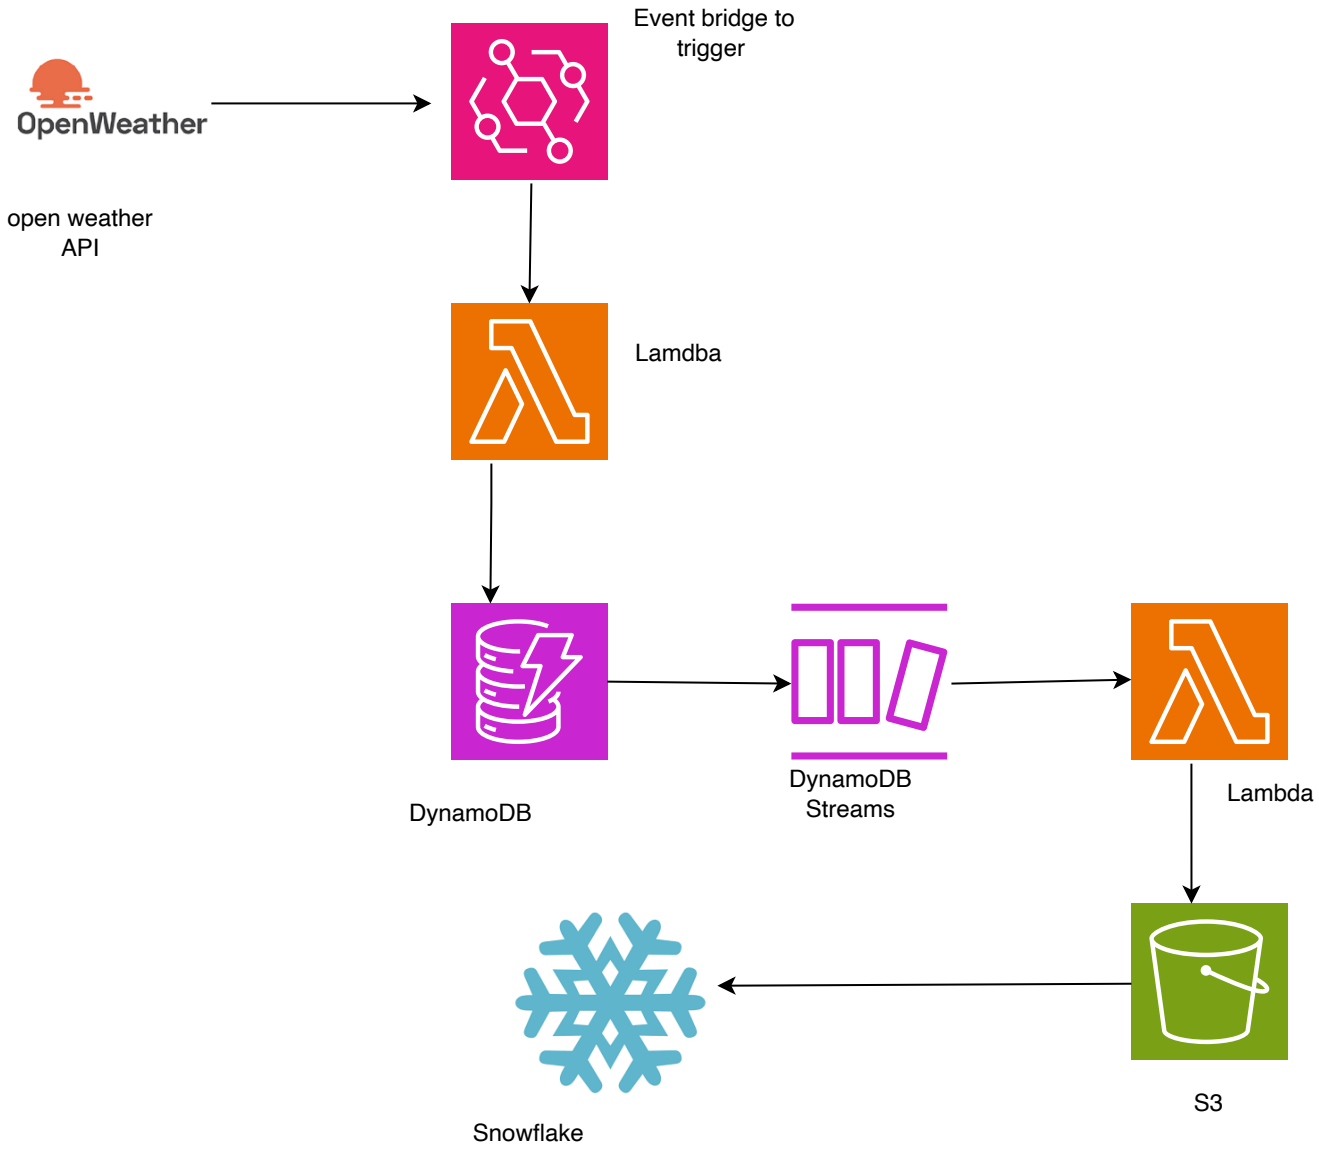 Event bridge to
trigger
OpenWeather
open weather
API
Lamdba
DynamoDB
DynamoDB
Streams
Lambda
S3
Snowflake